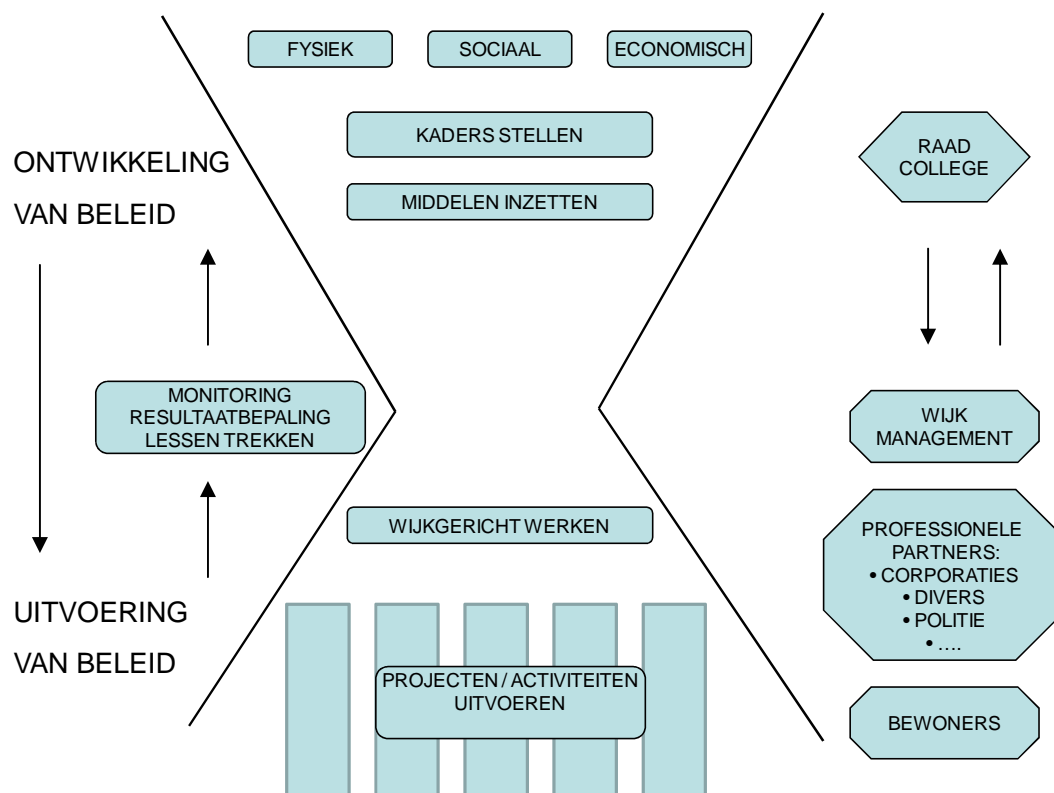 FYSIEK
SOCIAAL
ECONOMISCH
KADERS STELLEN
MIDDELEN INZETTEN
ONTWIKKELING
VAN BELEID
RAAD
COLLEGE
MONITORING
RESULTAATBEPALING
LESSEN TREKKEN
WIJK
MANAGEMENT
WIJKGERICHT WERKEN
PROFESSIONELE
PARTNERS:
• CORPORATIES
• DIVERS
• POLITIE
• ….
UITVOERING
VAN BELEID
PROJECTEN / ACTIVITEITEN
UITVOEREN
BEWONERS